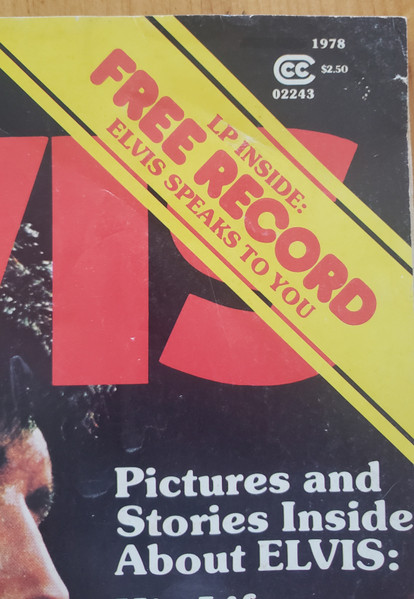 1978
CCC
$2.50
02243
LP INSIDE:
FREE RECORD
ELVIS SPEAKS TO YOU
VIS
Pictures and
Stories Inside
About ELVIS: